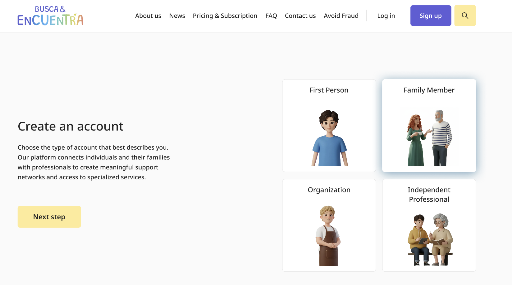 BUSCA &
ENCUENTRA
About us News Pricing & Subscription FAQ Contact us Avoid Fraud Log in Sign up
First Person
Family Member
Create an account
Choose the type of account that best describes you.
Our platform connects individuals and their families
with professionals to create meaningful support
networks and access to specialized services.
Next step
Organization
Independent
Professional